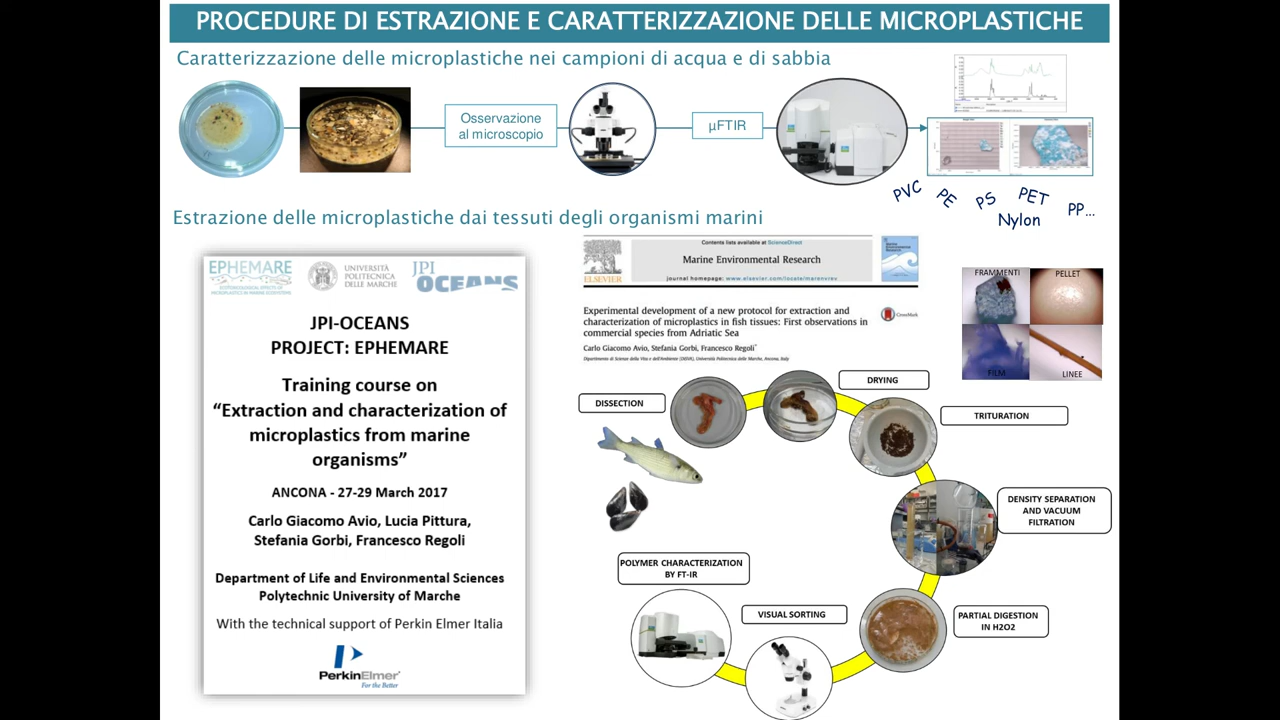 PROCEDURE DI ESTRAZIONE E CARATTERIZZAZIONE DELLE MICROPLASTICHE
Caratterizzazione delle microplastiche nei campioni di acqua e di sabbia
Osservazione
al microscopio
µFTIR
PVC
PE
PS
PET
Nylon
PP...
Estrazione delle microplastiche dai tessuti degli organismi marini
EPHEMARE
UNIVERSITÀ
POLITECNICA
DELLE MARCHE
JPI
OCEANS
JPI-OCEANS
PROJECT: EPHEMARE
Training course on
“Extraction and characterization of
microplastics from marine
organisms”
ANCONA - 27-29 March 2017
Carlo Giacomo Avio, Lucia Pittura,
Stefania Gorbi, Francesco Regoli
Department of Life and Environmental Sciences
Polytechnic University of Marche
With the technical support of Perkin Elmer Italia
PerkinElmer
For the Better
Contents lists available at ScienceDirect
Marine Environmental Research
journal homepage: www.elsevier.com/locate/marenvrev
ELSEVIER
Experimental development of a new protocol for extraction and
characterization of microplastics in fish tissues: First observations in
commercial species from Adriatic Sea
CrossMark
Carlo Giacomo Avio, Stefania Gorbi, Francesco Regoli*
Dipartimento di Scienze della Vita e dell'Ambiente (DiSVA), Università Politecnica delle Marche, Ancona, Italy
FRAMMENTI
PELLET
FILM
LINEE
DISSECTION
DRYING
TRITURATION
DENSITY SEPARATION
AND VACUUM
FILTRATION
PARTIAL DIGESTION
IN H2O2
VISUAL SORTING
POLYMER CHARACTERIZATION
BY FT-IR